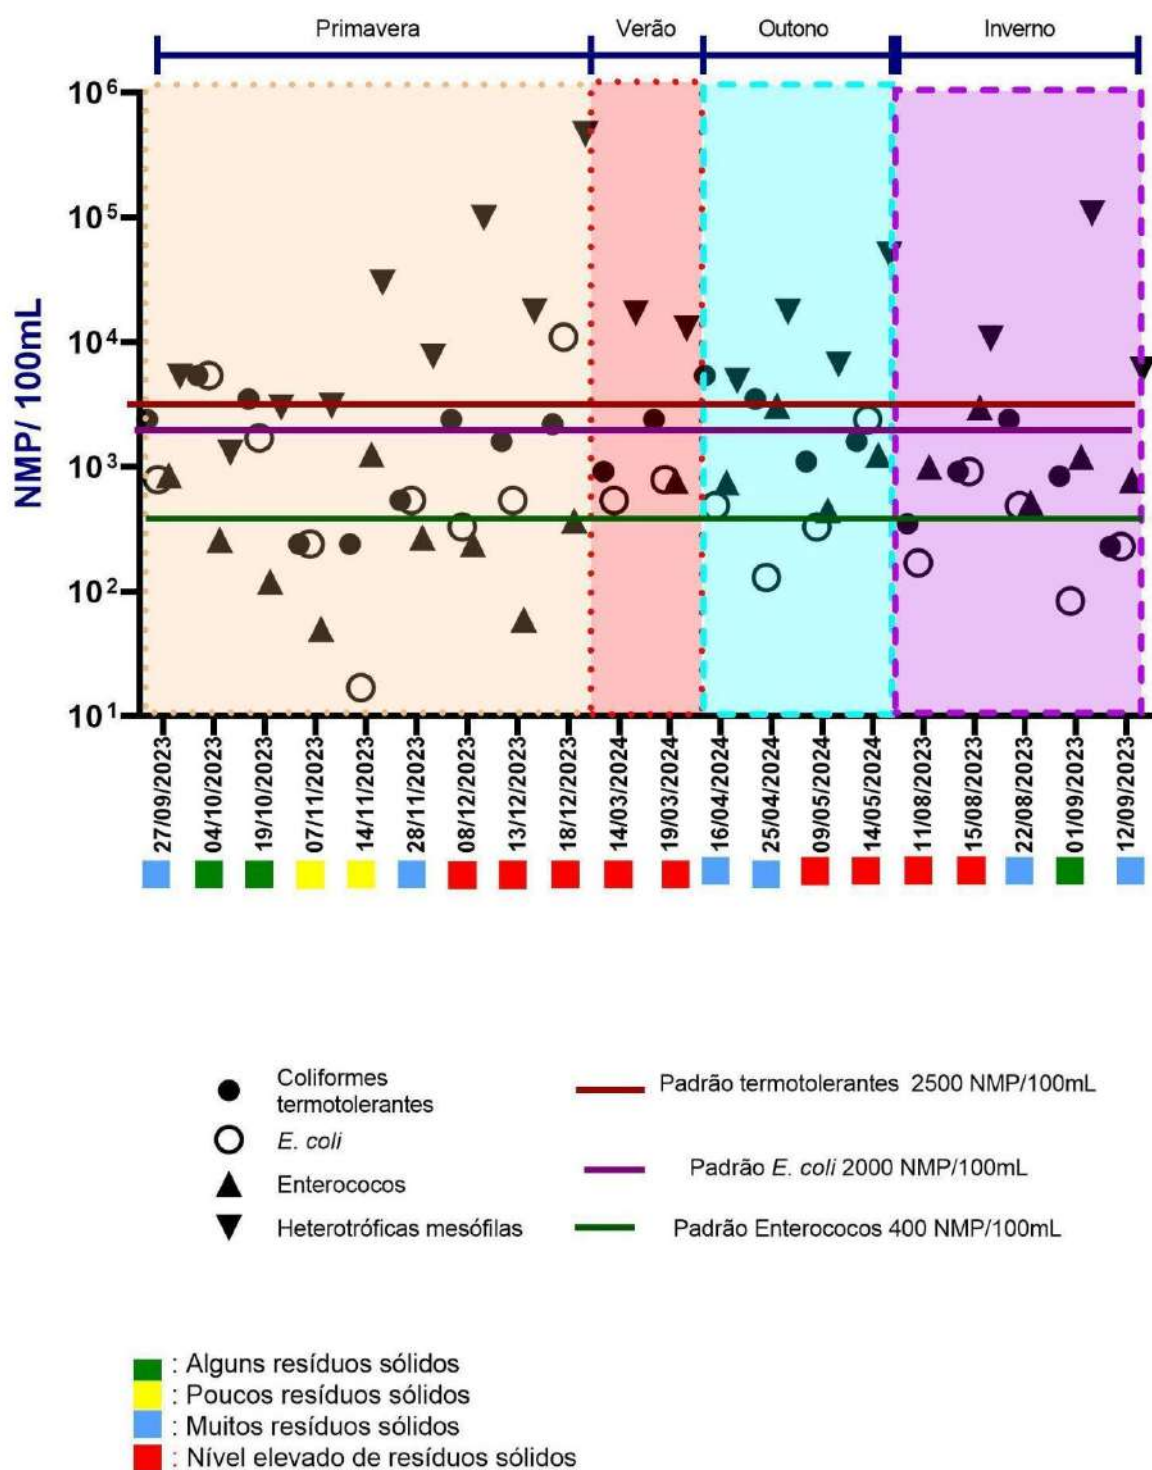 Primavera Verão Outono Inverno
10⁶
10⁵
10⁴
10³
10²
10¹
NMP/ 100mL
27/09/2023
04/10/2023
19/10/2023
07/11/2023
14/11/2023
28/11/2023
08/12/2023
13/12/2023
18/12/2023
14/03/2024
19/03/2024
16/04/2024
25/04/2024
09/05/2024
14/05/2024
11/08/2023
15/08/2023
22/08/2023
01/09/2023
12/09/2023
Coliformes
termotolerantes
E. coli
Enterococos
Heterotróficas mesófilas
Padrão termotolerantes 2500 NMP/100mL
Padrão E. coli 2000 NMP/100mL
Padrão Enterococos 400 NMP/100mL
: Alguns resíduos sólidos
: Poucos resíduos sólidos
: Muitos resíduos sólidos
: Nível elevado de resíduos sólidos